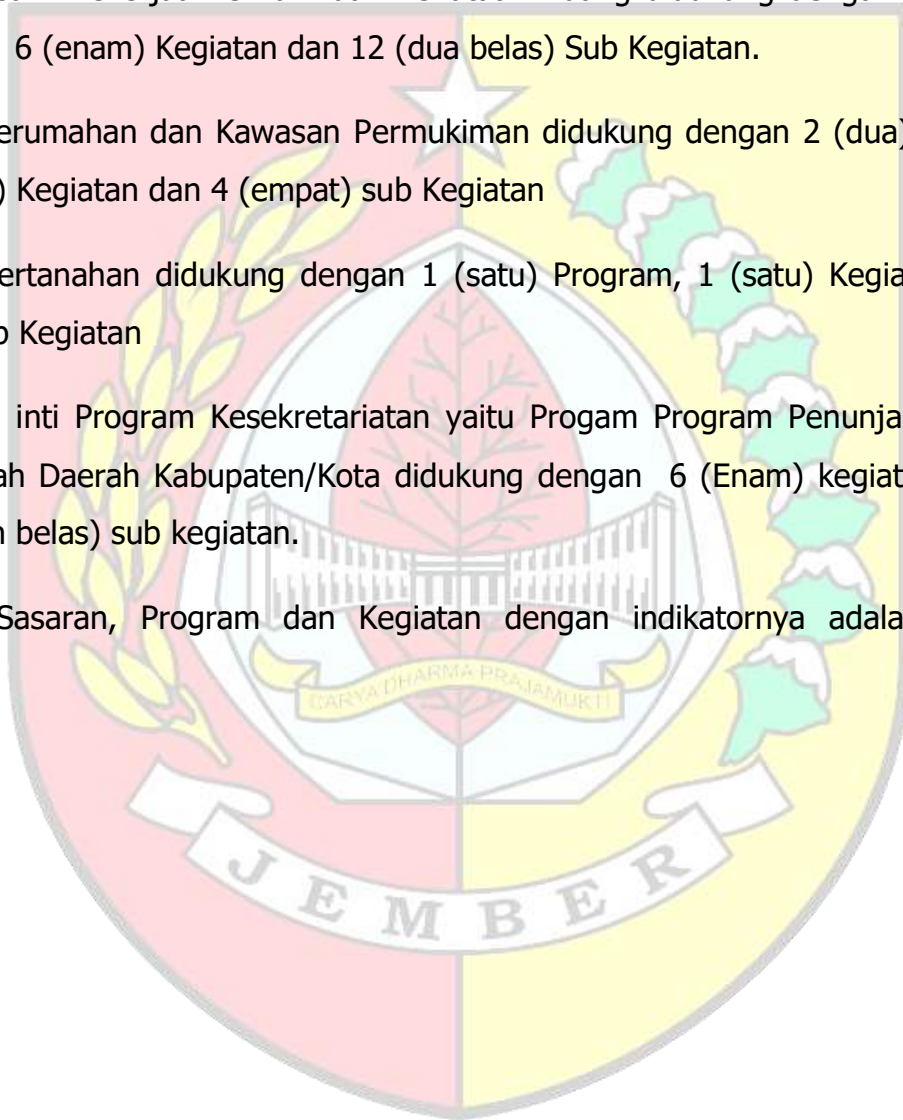 6 (enam) Kegiatan dan 12 (dua belas) Sub Kegiatan.
erumahan dan Kawasan Permukiman didukung dengan 2 (dua)
) Kegiatan dan 4 (empat) sub Kegiatan
ertanahan didukung dengan 1 (satu) Program, 1 (satu) Kegia
Kegiatan
inti Program Kesekretariatan yaitu Progam Program Penunja
ah Daerah Kabupaten/Kota didukung dengan 6 (Enam) kegiat
belas) sub kegiatan.
Sasaran, Program dan Kegiatan dengan indikatornya adala
CARYA DHARMA PRAJAMUKTI
JEMBER